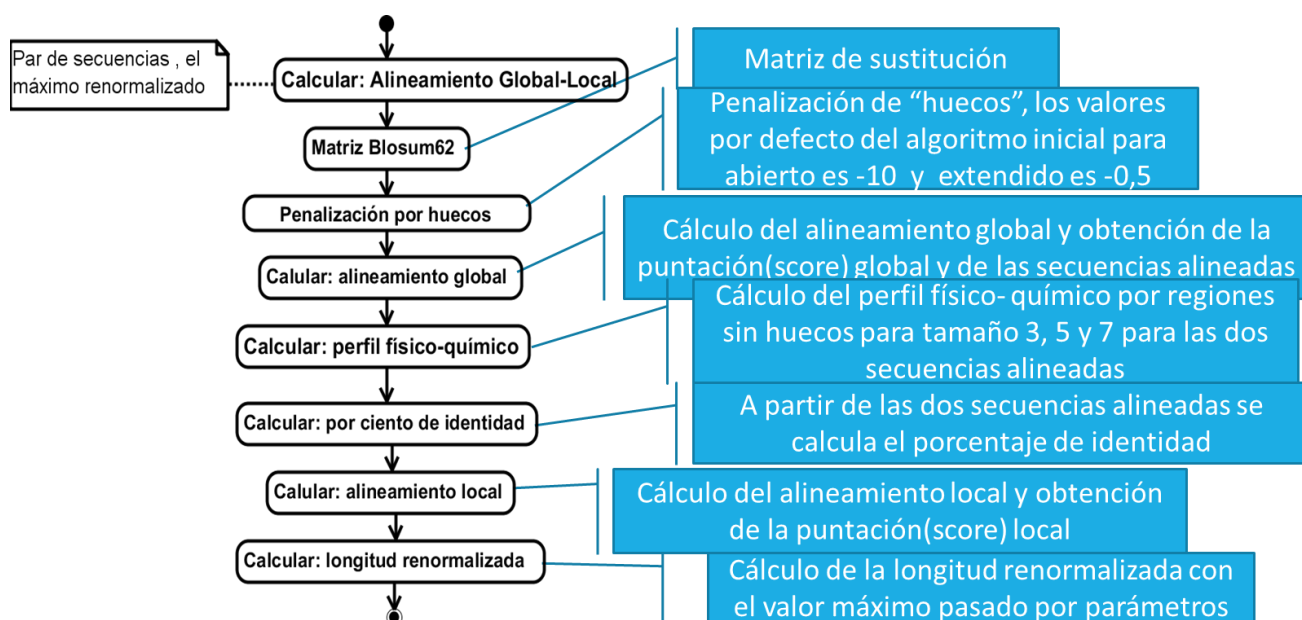 Par de secuencias , el
máximo renormalizado
Calcular: Alineamiento Global-Local
Matriz Blosum62
Penalización por huecos
Calular: alineamiento global
Calcular: perfil físico-químico
Calcular: por ciento de identidad
Calular: alineamiento local
Calcular: longitud renormalizada
Matriz de sustitución
Penalización de “huecos”, los valores
por defecto del algoritmo inicial para
abierto es -10 y extendido es -0,5
Cálculo del alineamiento global y obtención de la
puntación(score) global y de las secuencias alineadas
Cálculo del perfil físico- químico por regiones
sin huecos para tamaño 3, 5 y 7 para las dos
secuencias alineadas
A partir de las dos secuencias alineadas se
calcula el porcentaje de identidad
Cálculo del alineamiento local y obtención
de la puntación(score) local
Cálculo de la longitud renormalizada con
el valor máximo pasado por parámetros